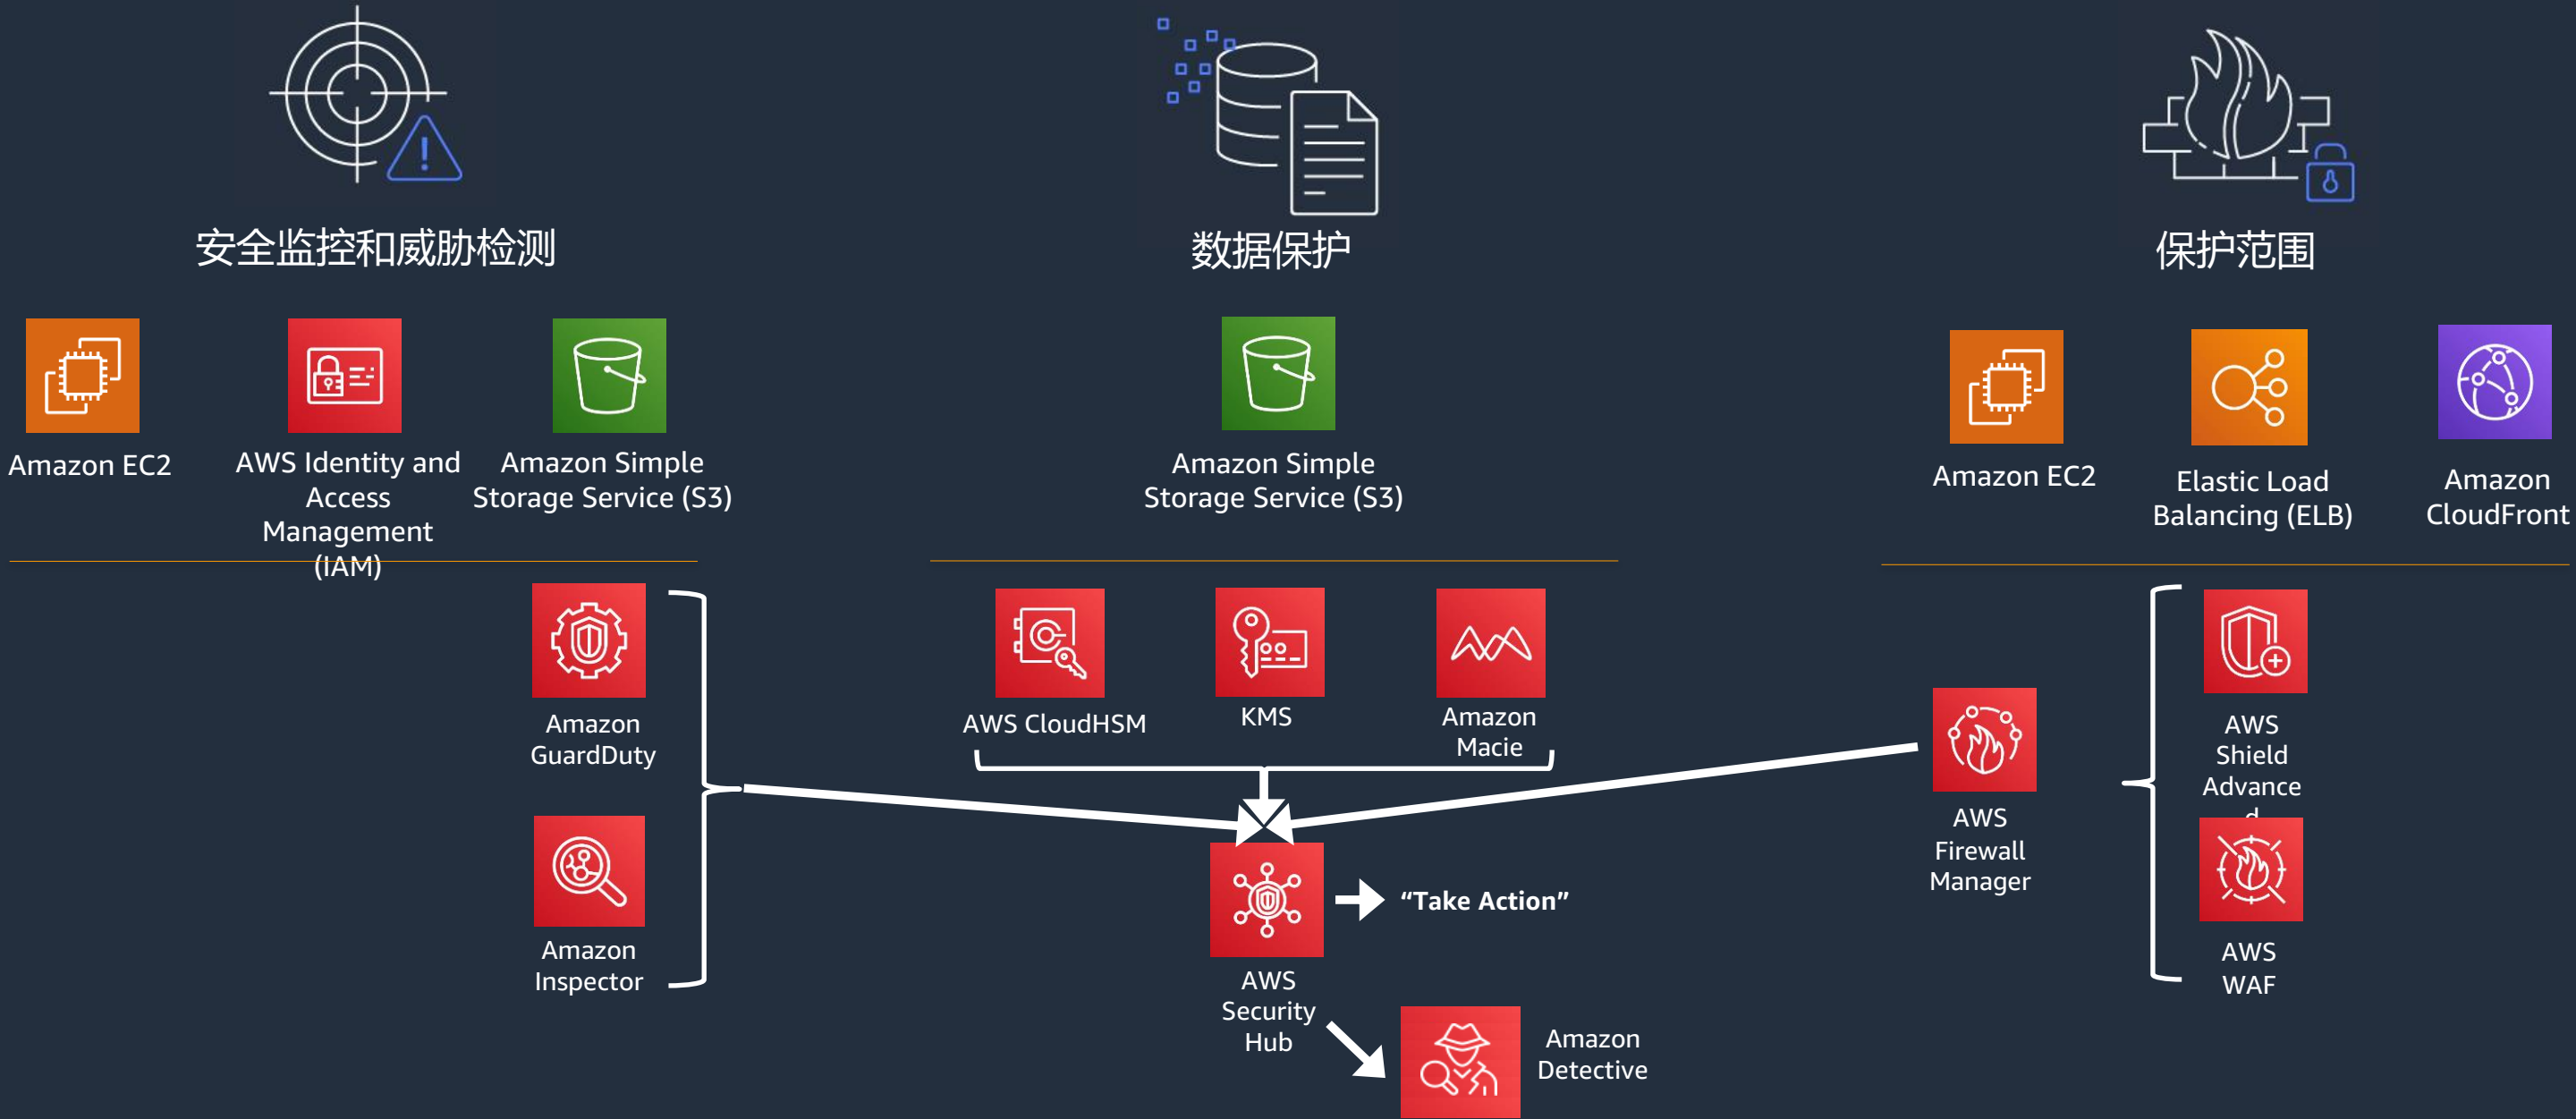 安全监控和威胁检测
数据保护
保护范围
Amazon EC2
AWS Identity and
Access
Management
(IAM)
Amazon Simple
Storage Service (S3)
Amazon Simple
Storage Service (S3)
Amazon EC2
Elastic Load
Balancing (ELB)
Amazon
CloudFront
Amazon
GuardDuty
Amazon
Inspector
AWS CloudHSM
KMS
Amazon
Macie
AWS
Firewall
Manager
AWS
Shield
Advance
d
AWS
WAF
AWS
Security
Hub
“Take Action”
Amazon
Detective